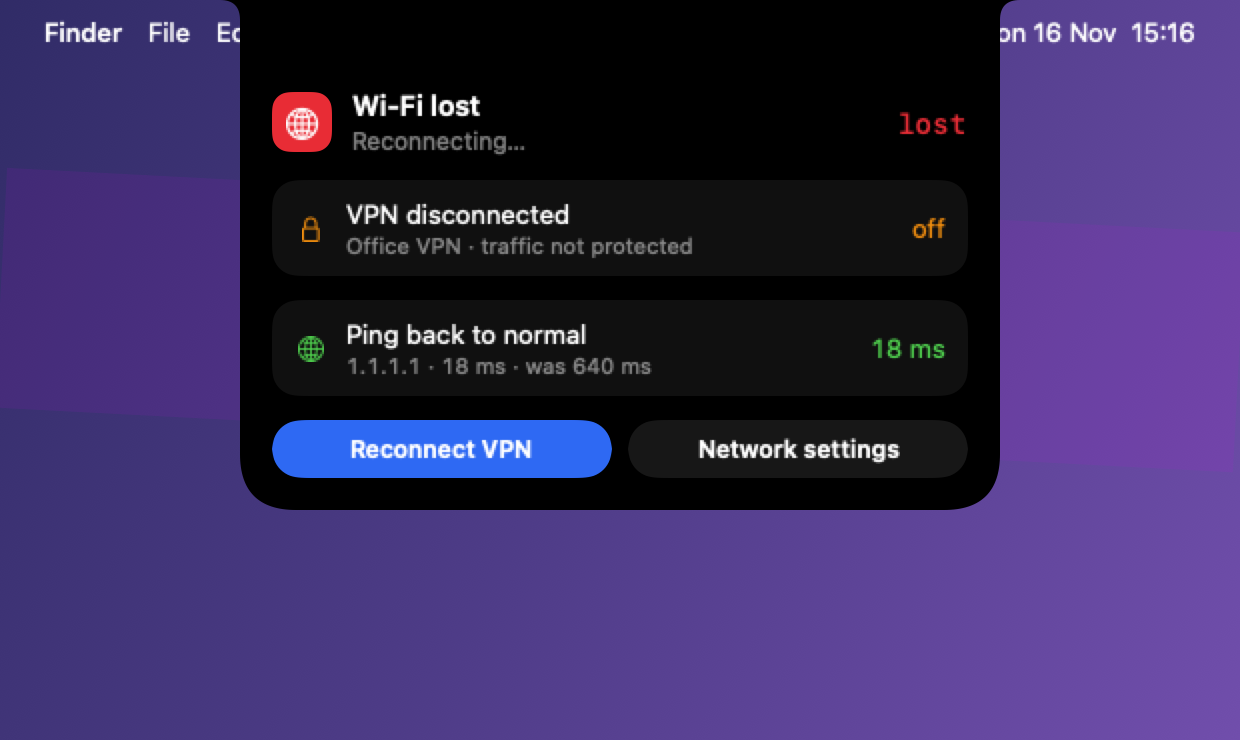 Finder File
16 Nov 15:16
Wi-Fi lost
Reconnecting...
lost
VPN disconnected
Office VPN · traffic not protected
off
Ping back to normal
1.1.1.1 · 18 ms · was 640 ms
18 ms
Reconnect VPN
Network settings